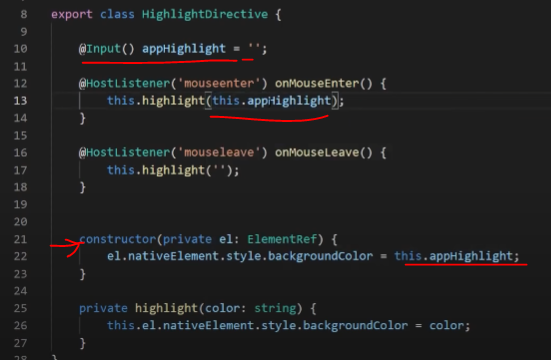 8 export class HighlightDirective {
9
10 @Input() appHighlight = '';
11
12 @HostListener('mouseenter') onMouseEnter() {
13 this.highlight(this.appHighlight);
14 }
15
16 @HostListener('mouseleave') onMouseLeave() {
17 this.highlight('');
18 }
19
20
21 constructor(private el: ElementRef) {
22 el.nativeElement.style.backgroundColor = this.appHighlight;
23 }
24
25 private highlight(color: string) {
26 this.el.nativeElement.style.backgroundColor = color;
27 }
28 }